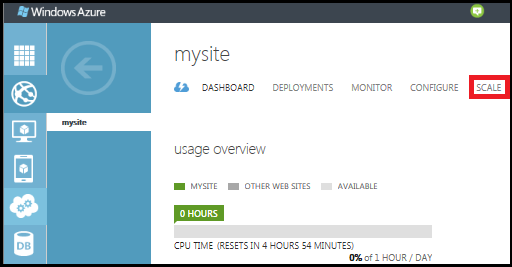 Windows Azure
mysite
mysite
DASHBOARD DEPLOYMENTS MONITOR CONFIGURE SCALE
usage overview
MYSITE OTHER WEB SITES AVAILABLE
0 HOURS
CPU TIME (RESETS IN 4 HOURS 54 MINUTES)
0% of 1 HOUR / DAY
DB